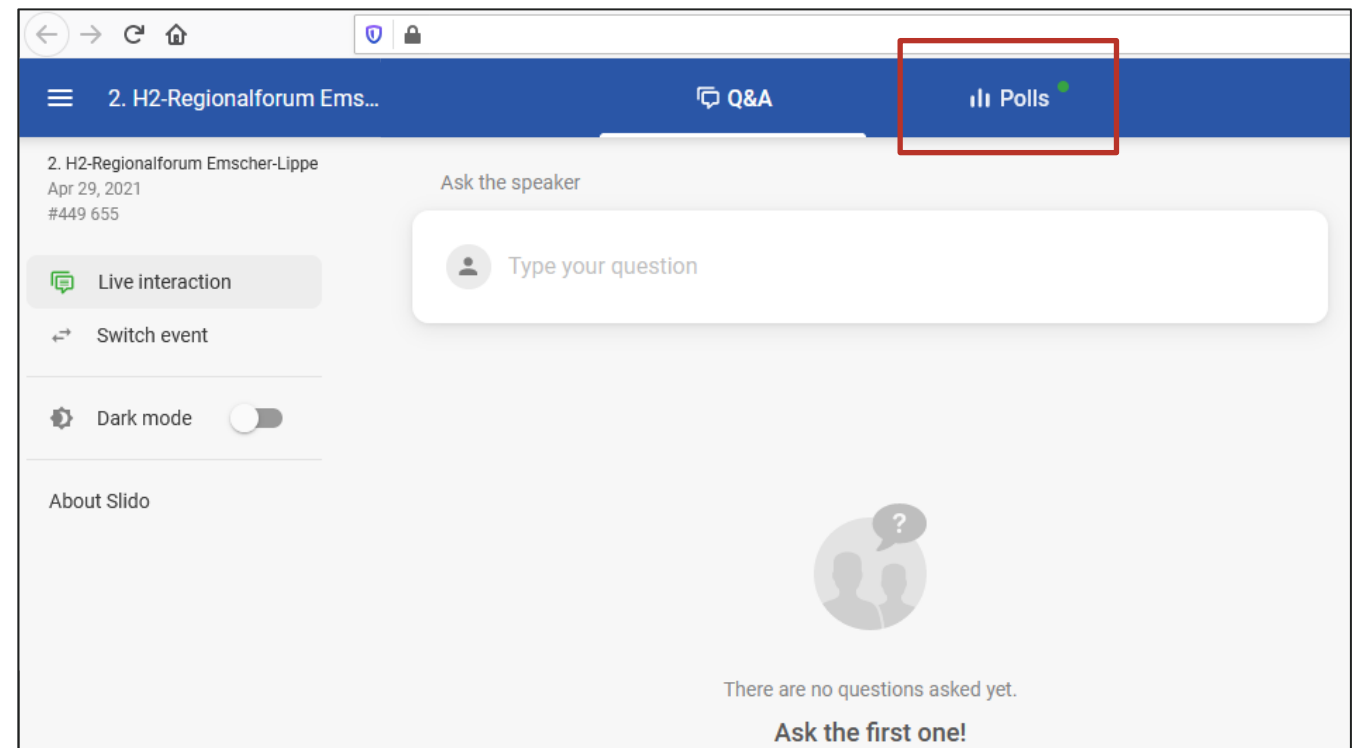 2. H2-Regionalforum Ems...
Q&A
Polls
2. H2-Regionalforum Emscher-Lippe
Apr 29, 2021
#449 655
Live interaction
Switch event
Dark mode
About Slido
Ask the speaker
Type your question
?
There are no questions asked yet.
Ask the first one!